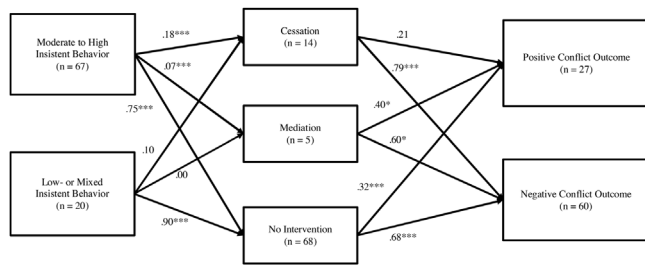 Moderate to High
Insistent Behavior
(n = 67)
Low- or Mixed
Insistent Behavior
(n = 20)
.18***
.07***
.75***
.10
.00
.90***
Cessation
(n = 14)
Mediation
(n = 5)
No Intervention
(n = 68)
.21
.79***
.40*
.60*
.32***
.68***
Positive Conflict Outcome
(n = 27)
Negative Conflict Outcome
(n = 60)